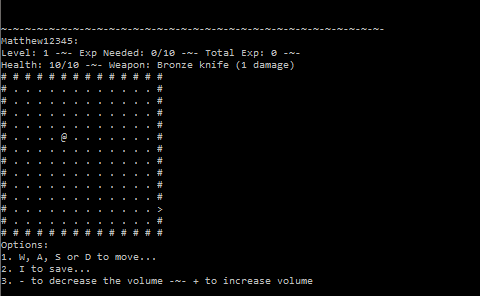 ~-~-~-~-~-~-~-~-~-~-~-~-~-~-~-~-~-~-~-~-~-~-~-~-~-~-~-~-~-~-~-~-
Matthew12345:
Level: 1 -~- Exp Needed: 0/10 -~- Total Exp: 0 -~-
Health: 10/10 -~- Weapon: Bronze knife (1 damage)
# # # # # # # # # # # # # #
# . . . . . . . . . . . . #
# . . . . . . . . . . . . #
# . . . . . . . . . . . . #
# . . . . . . . . . . . . #
# . . . . @ . . . . . . . #
# . . . . . . . . . . . . #
# . . . . . . . . . . . . #
# . . . . . . . . . . . . #
# . . . . . . . . . . . . #
# . . . . . . . . . . . . #
# . . . . . . . . . . . . >
# . . . . . . . . . . . . #
# # # # # # # # # # # # # #
Options:
1. W, A, S or D to move...
2. I to save...
3. - to decrease the volume -~- + to increase volume